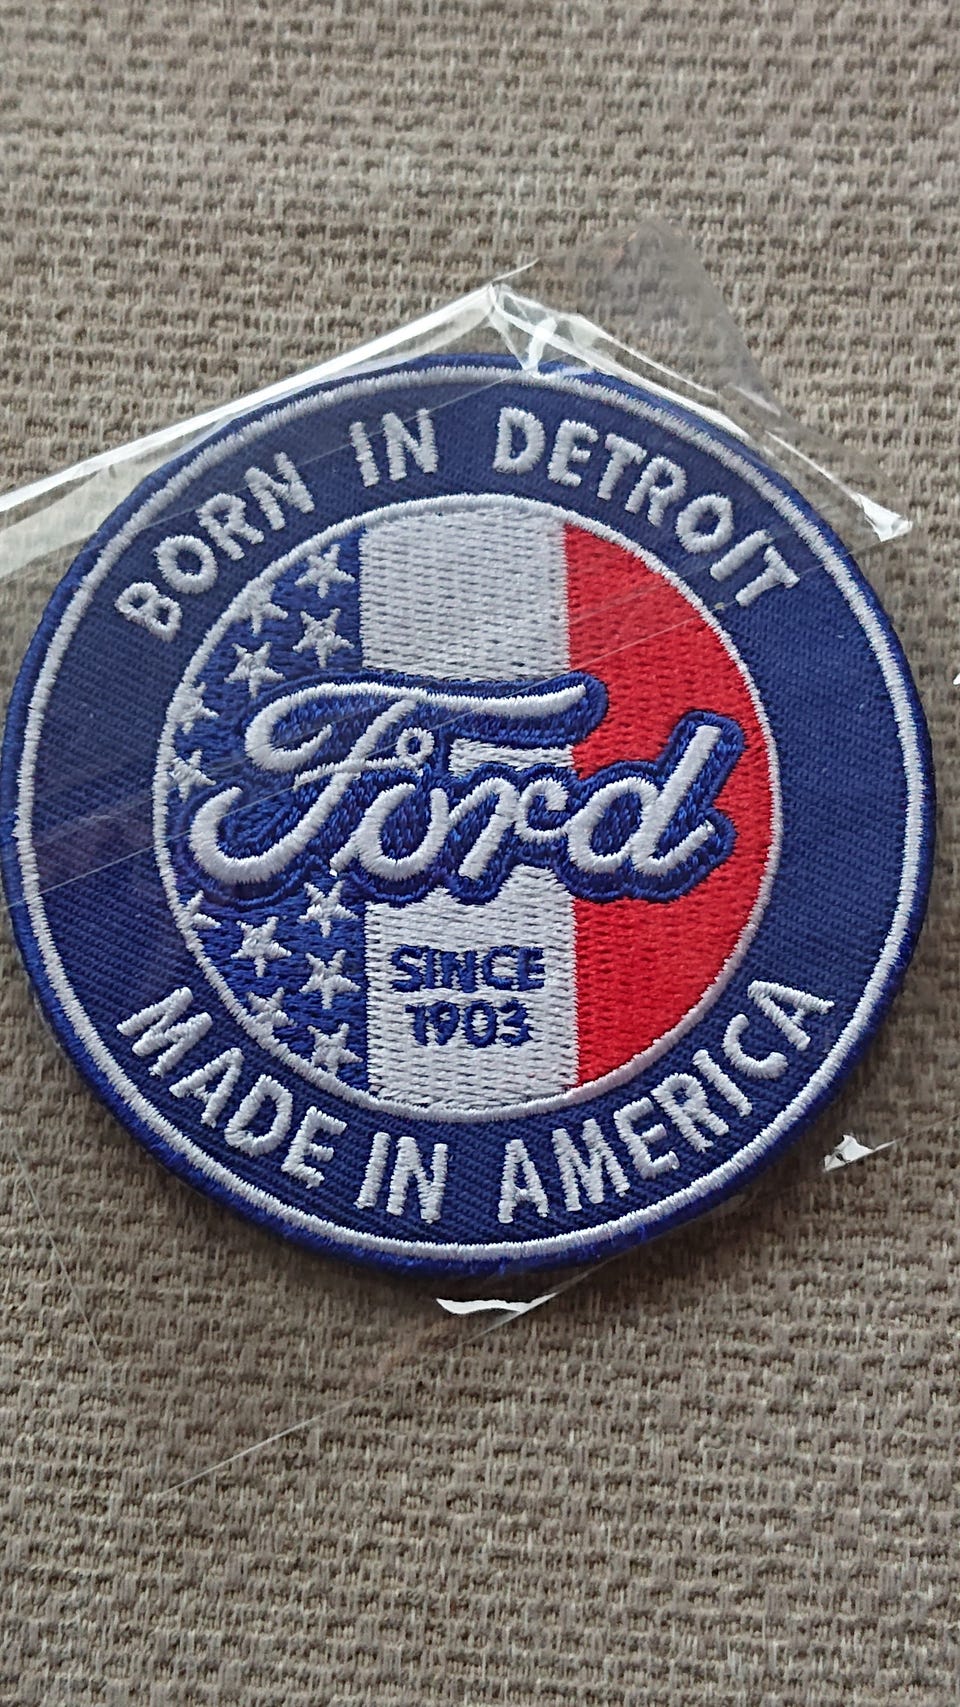 BORN IN DETROIT
Ford
SINCE
1903
MADE IN AMERICA